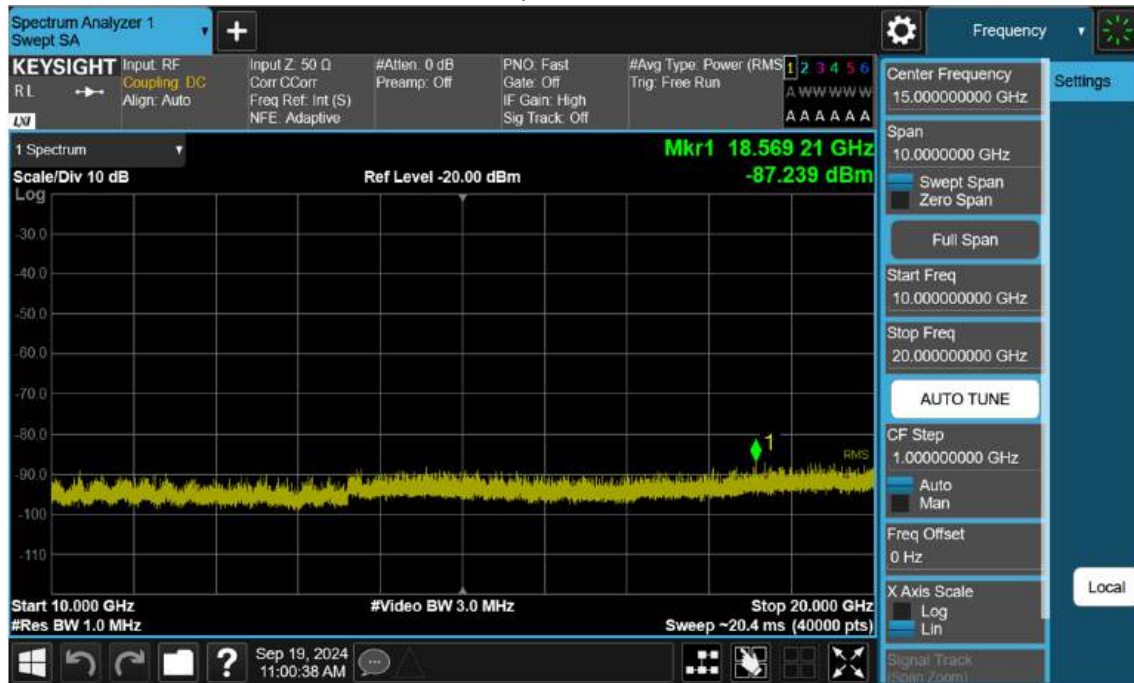 Spectrum Analyzer 1
Swept SA
Frequency
KEYSIGHT
RL
LXI
Input: RF
Coupling: DC
Align: Auto
Input Z: 50 Ω
Corr CCorr
Freq Ref: Int (S)
NFE: Adaptive
#Atten: 0 dB
Preamp: Off
PNO: Fast
Gate: Off
IF Gain: High
Sig Track: Off
#Avg Type: Power (RMS
Trig: Free Run
1 2 3 4 5 6
A W W W W W
A A A A A A
1 Spectrum
Scale/Div 10 dB
Ref Level -20.00 dBm
Mkr1 18.569 21 GHz
-87.239 dBm
Log
-30.0
-40.0
-50.0
-60.0
-70.0
-80.0
-90.0
-100
-110
1
RMS
Start 10.000 GHz
#Res BW 1.0 MHz
#Video BW 3.0 MHz
Stop 20.000 GHz
Sweep ~20.4 ms (40000 pts)
Sep 19, 2024
11:00:38 AM
?
Center Frequency
15.000000000 GHz
Settings
Span
10.0000000 GHz
Swept Span
Zero Span
Full Span
Start Freq
10.000000000 GHz
Stop Freq
20.000000000 GHz
AUTO TUNE
CF Step
1.000000000 GHz
Auto
Man
Freq Offset
0 Hz
X Axis Scale
Log
Lin
Local
Signal Track
(Span Zoom)